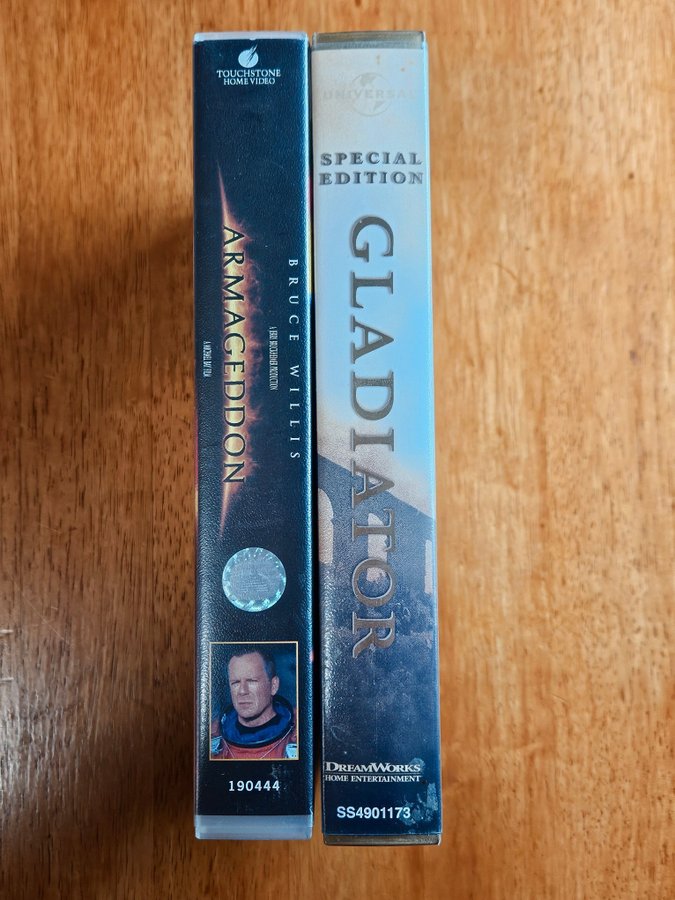 TOUCHSTONE
HOME VIDEO
BRUCE WILLIS
A JERRY BRUCKHEIMER PRODUCTION
ARMAGEDDON
A MICHAEL BAY FILM
190444
UNIVERSAL
SPECIAL
EDITION
GLADIATOR
DREAMWORKS
HOME ENTERTAINMENT
SS4901173